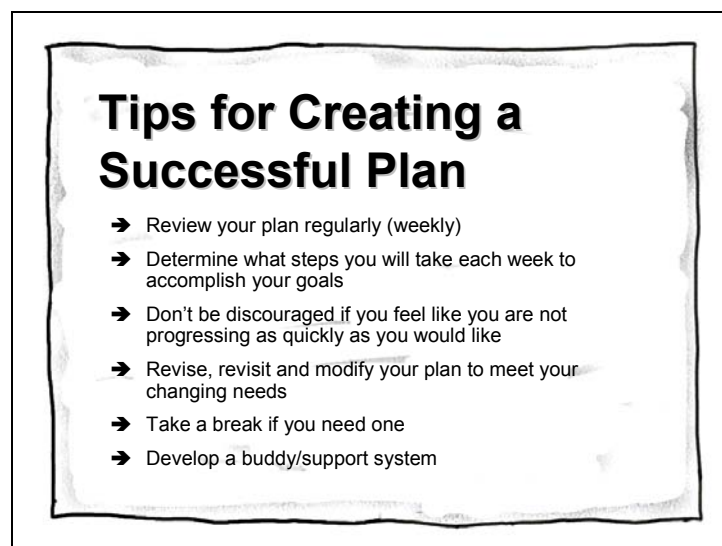 Tips for Creating a
Successful Plan
➔ Review your plan regularly (weekly)
➔ Determine what steps you will take each week to
accomplish your goals
➔ Don’t be discouraged if you feel like you are not
progressing as quickly as you would like
➔ Revise, revisit and modify your plan to meet your
changing needs
➔ Take a break if you need one
➔ Develop a buddy/support system